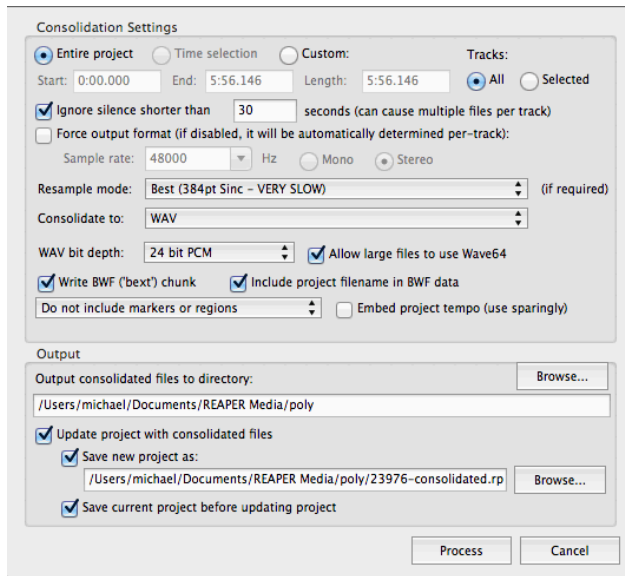 Consolidation Settings
Entire project Time selection Custom: Tracks:
Start: 0:00.000 End: 5:56.146 Length: 5:56.146 All Selected
Ignore silence shorter than 30 seconds (can cause multiple files per track)
Force output format (if disabled, it will be automatically determined per-track):
Sample rate: 48000 Hz Mono Stereo
Resample mode: Best (384pt Sinc - VERY SLOW) (if required)
Consolidate to: WAV
WAV bit depth: 24 bit PCM Allow large files to use Wave64
Write BWF ('bext') chunk Include project filename in BWF data
Do not include markers or regions Embed project tempo (use sparingly)
Output
Output consolidated files to directory: Browse...
/Users/michael/Documents/REAPER Media/poly
Update project with consolidated files
Save new project as:
/Users/michael/Documents/REAPER Media/poly/23976-consolidated.rp Browse...
Save current project before updating project
Process Cancel